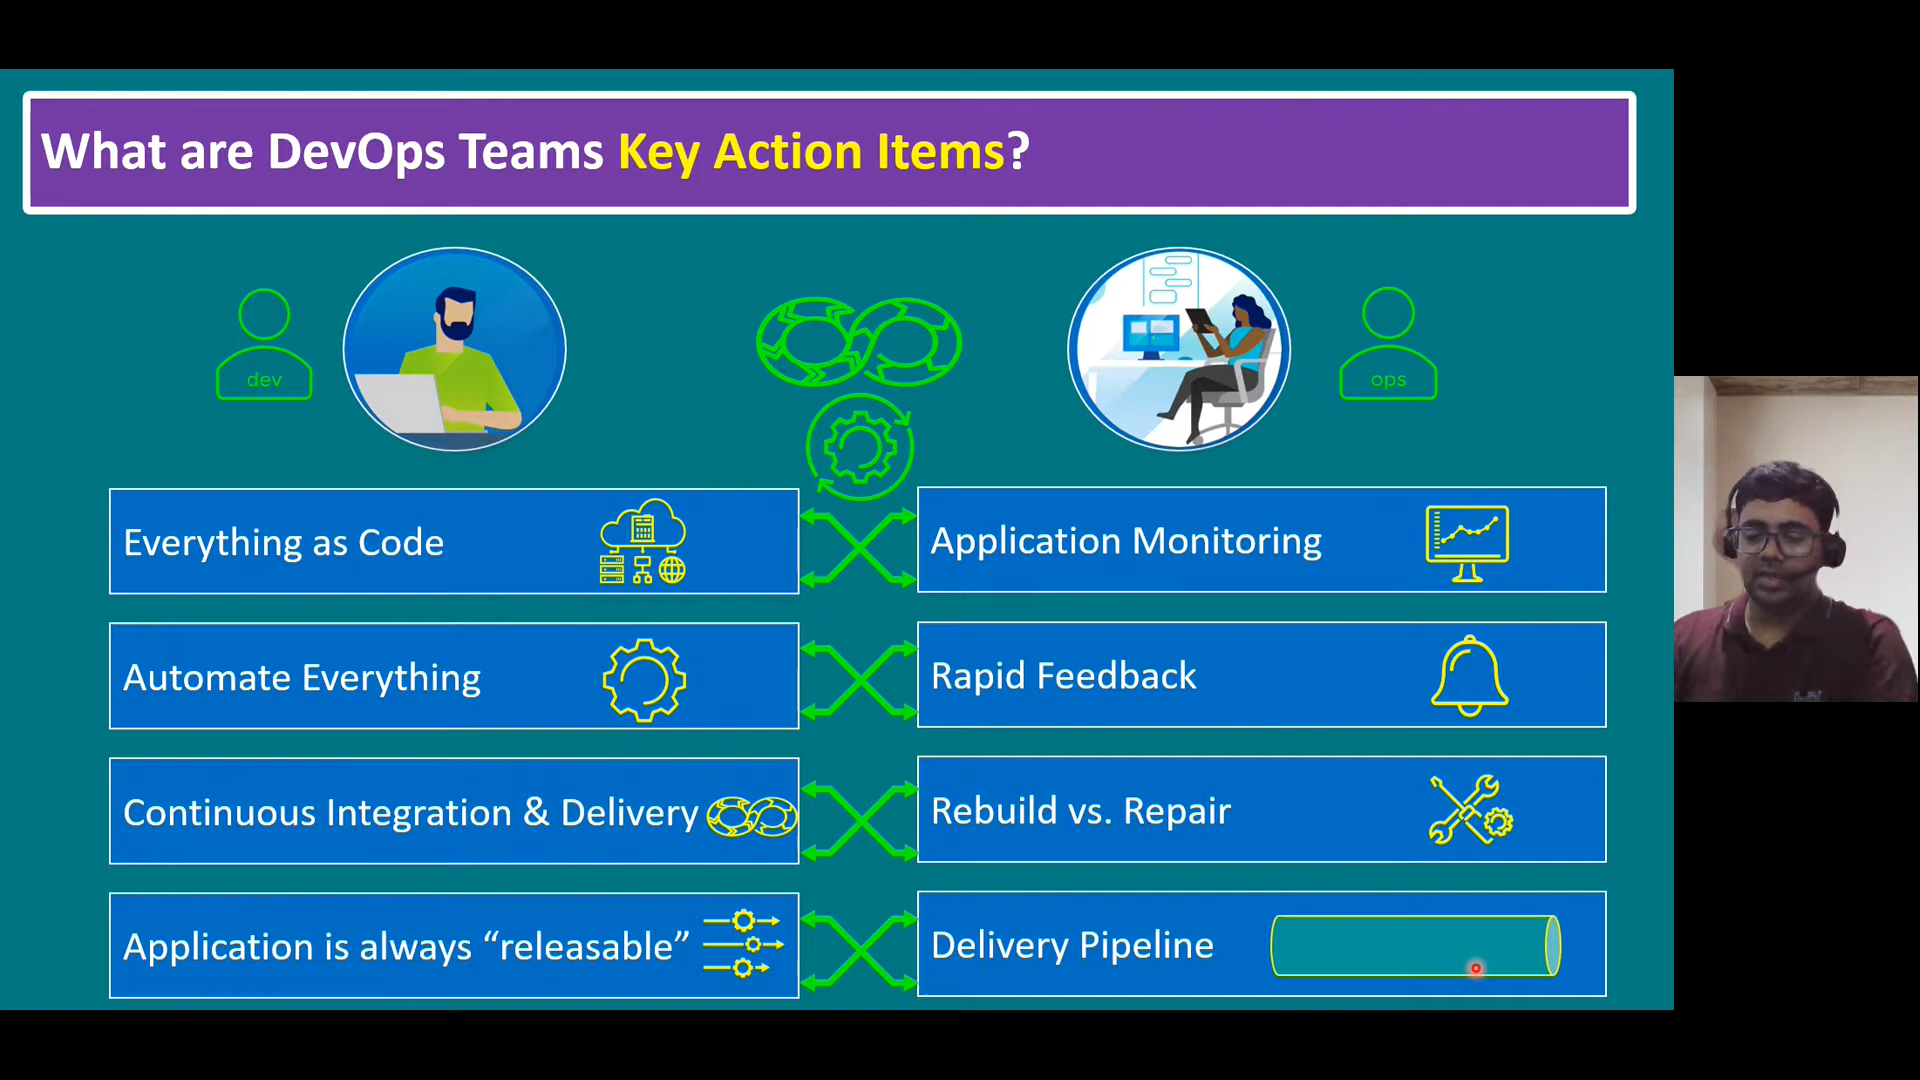 What are DevOps Teams Key Action Items?
dev
ops
Everything as Code
Application Monitoring
Automate Everything
Rapid Feedback
Continuous Integration & Delivery
Rebuild vs. Repair
Application is always “releasable”
Delivery Pipeline